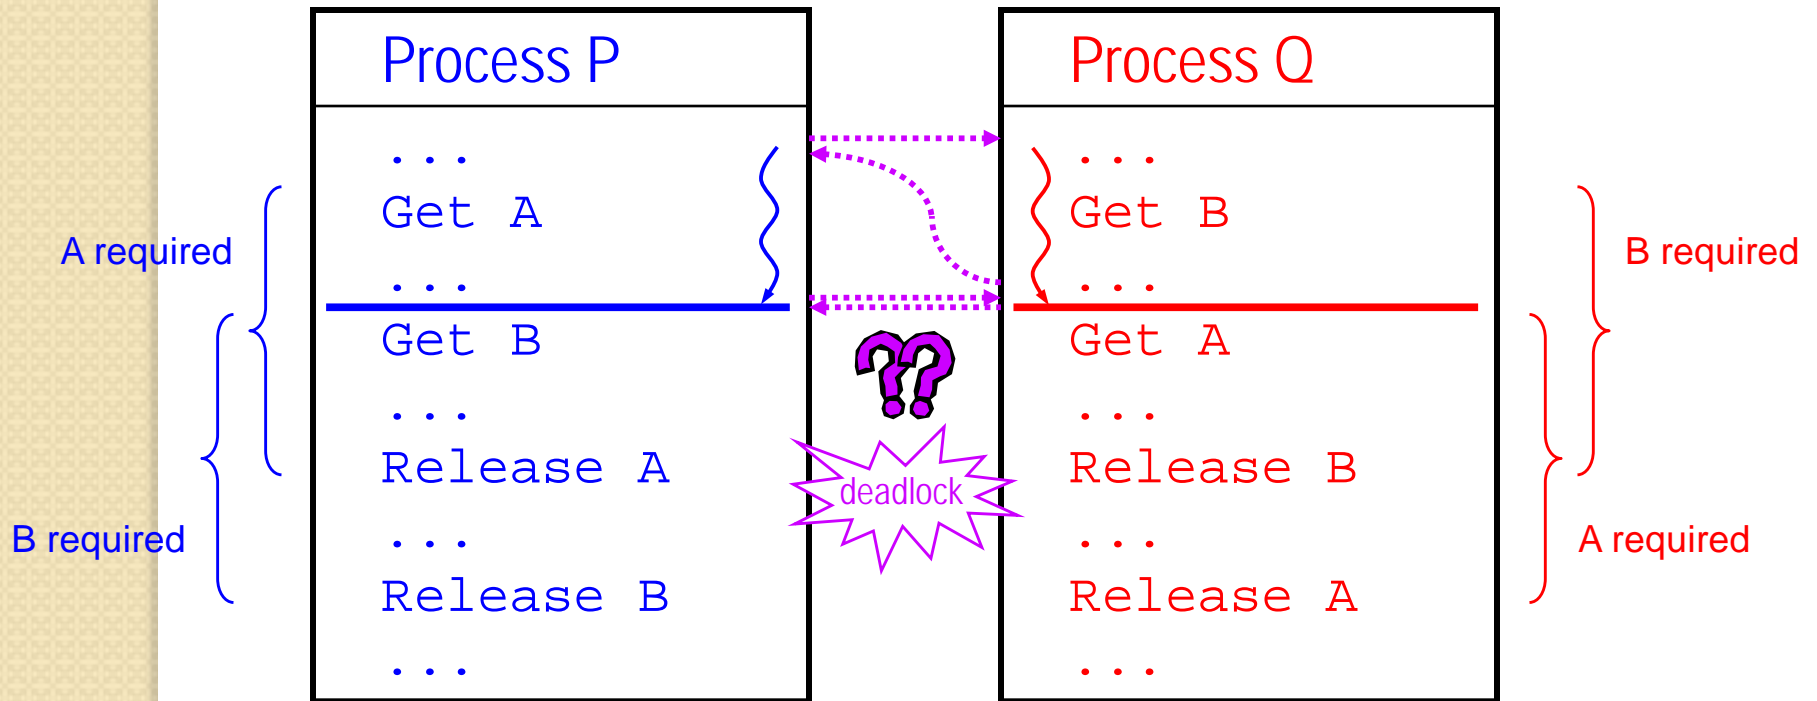 Process P
...
Get A
...
Get B
...
Release A
...
Release B
...
A required
B required
??
deadlock
Process Q
...
Get B
...
Get A
...
Release B
...
Release A
...
B required
A required